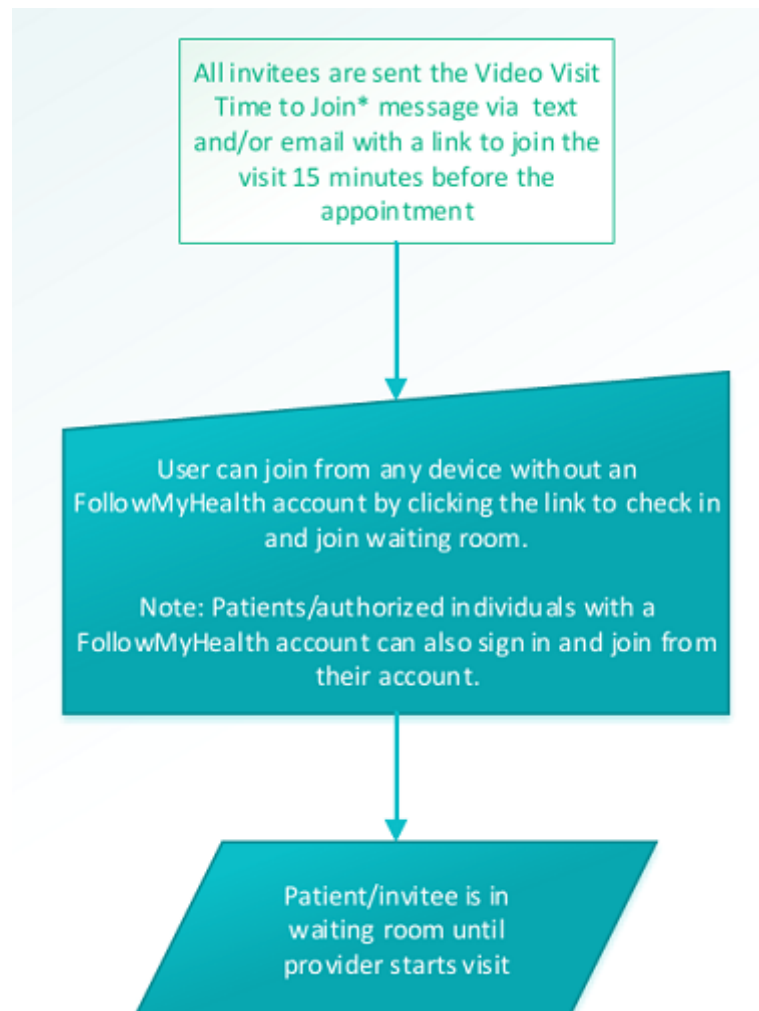 All invitees are sent the Video Visit
Time to Join* message via text
and/or email with a link to join the
visit 15 minutes before the
appointment
User can join from any device without an
FollowMyHealth account by clicking the link to check in
and join waiting room.
Note: Patients/authorized individuals with a
FollowMyHealth account can also sign in and join from
their account.
Patient/invitee is in
waiting room until
provider starts visit